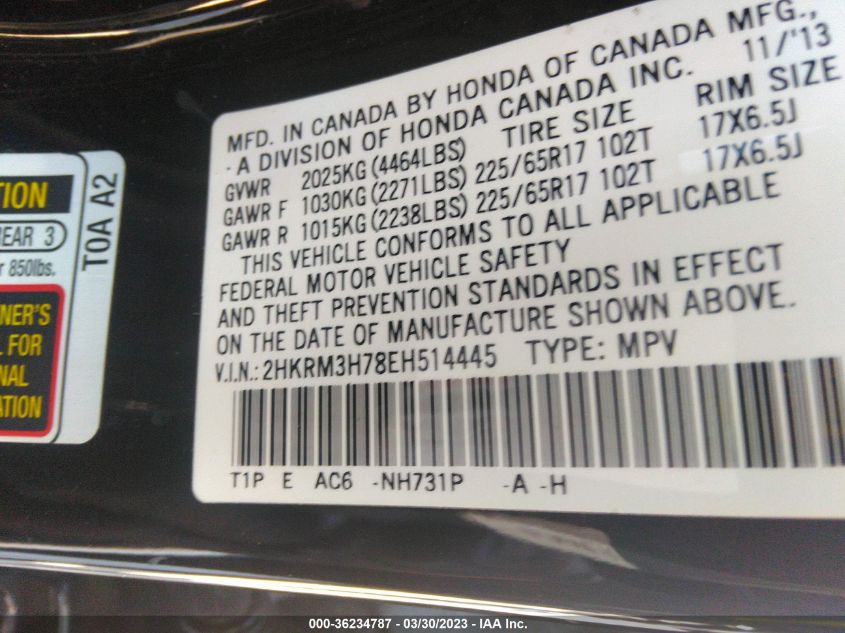 MFD. IN CANADA BY HONDA OF CANADA MFG.,
- A DIVISION OF HONDA CANADA INC. 11/'13
GVWR 2025KG (4464LBS) TIRE SIZE RIM SIZE
GAWR F 1030KG (2271LBS) 225/65R17 102T 17X6.5J
GAWR R 1015KG (2238LBS) 225/65R17 102T 17X6.5J
THIS VEHICLE CONFORMS TO ALL APPLICABLE
FEDERAL MOTOR VEHICLE SAFETY
AND THEFT PREVENTION STANDARDS IN EFFECT
ON THE DATE OF MANUFACTURE SHOWN ABOVE.
V.I.N.: 2HKRM3H78EH514445 TYPE: MPV
T1P E AC6 -NH731P -A -H
TION
EAR 3
r 850lbs.
NER'S
L FOR
NAL
ATION
TOA A2
000-36234787 - 03/30/2023 - IAA Inc.